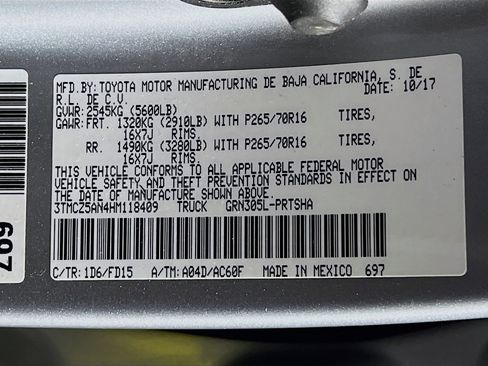 MFD.BY: TOYOTA MOTOR MANUFACTURING DE BAJA CALIFORNIA, S. DE
R.L. DE C.V. DATE: 10/17
GVWR: 2545KG (5600LB)
GAWR: FRT. 1320KG (2910LB) WITH P265/70R16 TIRES,
16X7J RIMS.
RR. 1490KG (3280LB) WITH P265/70R16 TIRES,
16X7J RIMS.
THIS VEHICLE CONFORMS TO ALL APPLICABLE FEDERAL MOTOR
VEHICLE SAFETY AND THEFT PREVENTION STANDARDS IN EFFECT ON
THE DATE OF MANUFACTURE SHOWN ABOVE.
3TMCZ5AN4HM118409 TRUCK GRN305L-PRTSHA
C/TR: 1D6/FD15 A/TM: A04D/AC60F MADE IN MEXICO 697
697